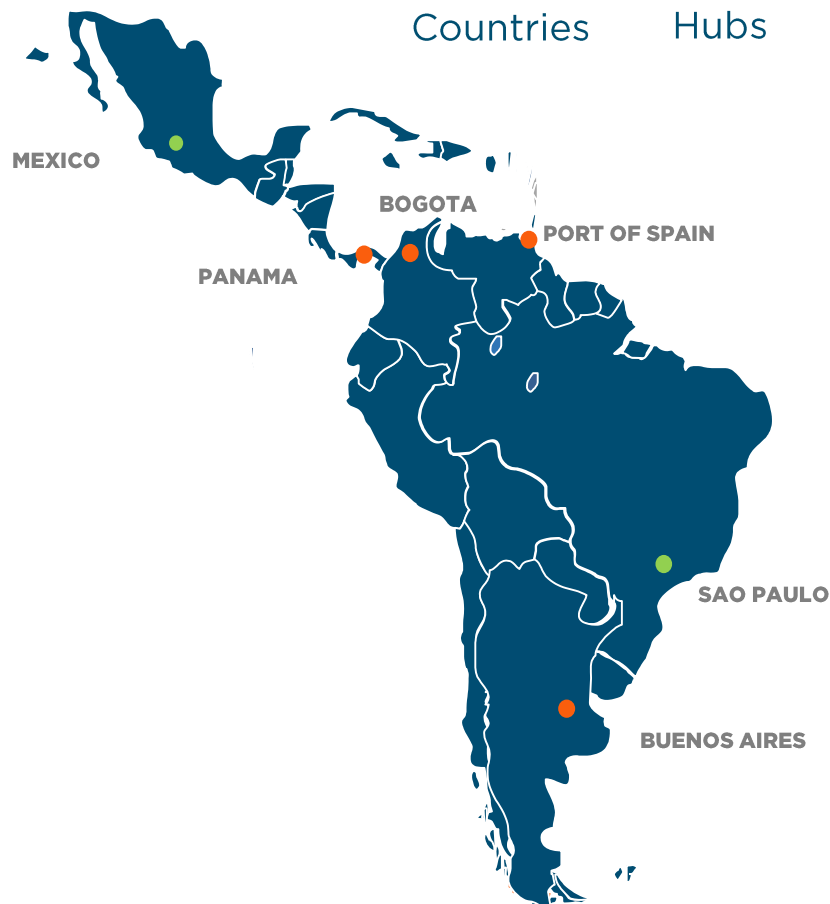 Countries
Hubs
MEXICO
BOGOTA
PORT OF SPAIN
PANAMA
SAO PAULO
BUENOS AIRES